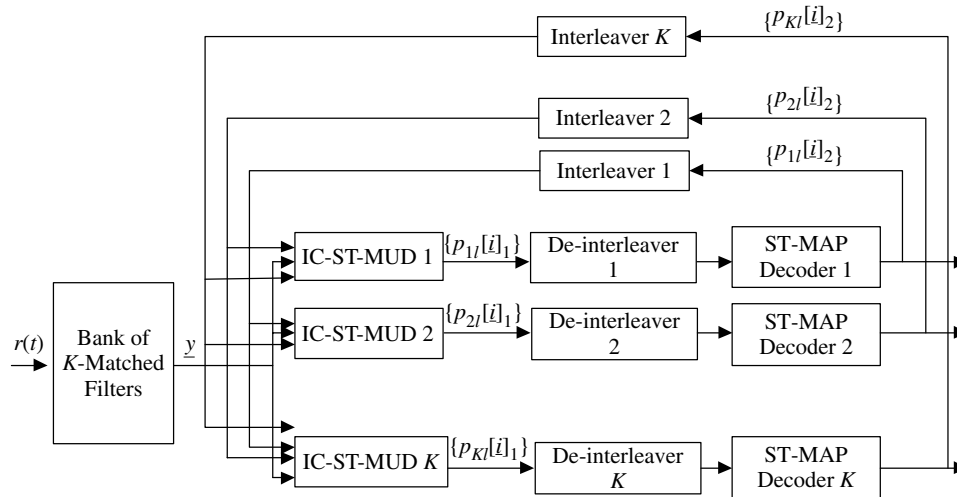 Interleaver K
{p_{Kl}[i]_2}
Interleaver 2
{p_{2l}[i]_2}
Interleaver 1
{p_{1l}[i]_2}
IC-ST-MUD 1
{p_{1l}[i]_1}
De-interleaver
1
ST-MAP
Decoder 1
r(t)
Bank of
K-Matched
Filters
y
IC-ST-MUD 2
{p_{2l}[i]_1}
De-interleaver
2
ST-MAP
Decoder 2
IC-ST-MUD K
{p_{Kl}[i]_1}
De-interleaver
K
ST-MAP
Decoder K